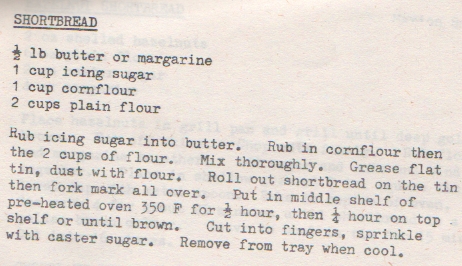 SHORTBREAD
½ lb butter or margarine
1 cup icing sugar
1 cup cornflour
2 cups plain flour
Rub icing sugar into butter. Rub in cornflour then
the 2 cups of flour. Mix thoroughly. Grease flat
tin, dust with flour. Roll out shortbread on the tin
then fork mark all over. Put in middle shelf of
pre-heated oven 350 F for ½ hour, then ¼ hour on top
shelf or until brown. Cut into fingers, sprinkle
with caster sugar. Remove from tray when cool.